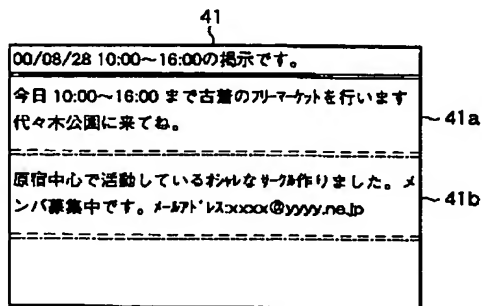 41
00/08/28 10:00～16:00の掲示です。
今日 10:00～16:00 まで古着のﾌﾘｰﾏｰｹｯﾄを行います
代々木公園に来てね。
41a
原宿中心で活動しているｵｼｬﾚなｻｰｸﾙ作りました。メ
ンバ募集中です。ﾒｰﾙｱﾄﾞﾚｽ:xxxx@yyyy.ne.jp
41b